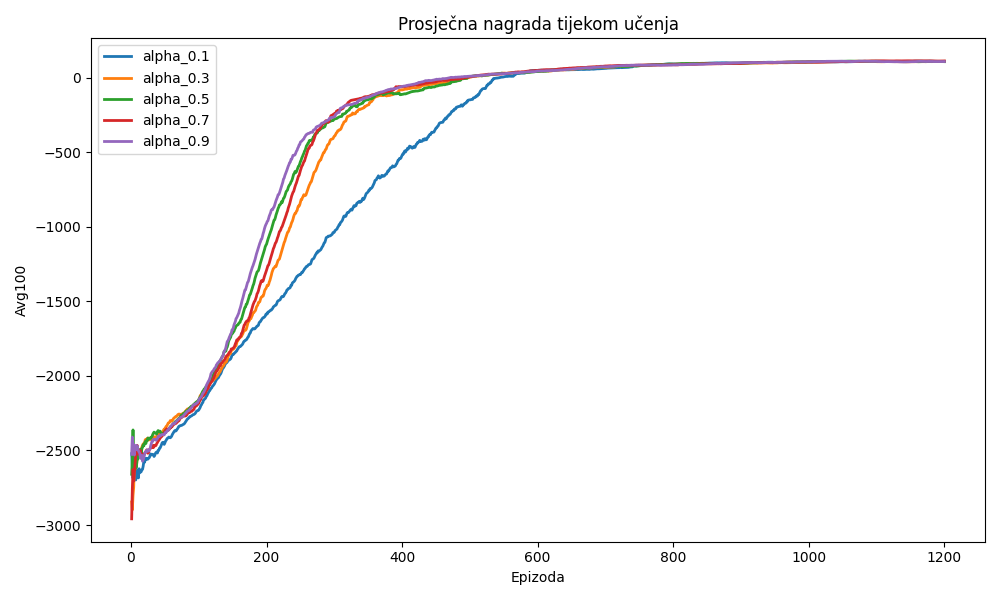 Prosječna nagrada tijekom učenja
alpha_0.1
alpha_0.3
alpha_0.5
alpha_0.7
alpha_0.9
Avg100
0
−500
−1000
−1500
−2000
−2500
−3000
0 200 400 600 800 1000 1200
Epizoda